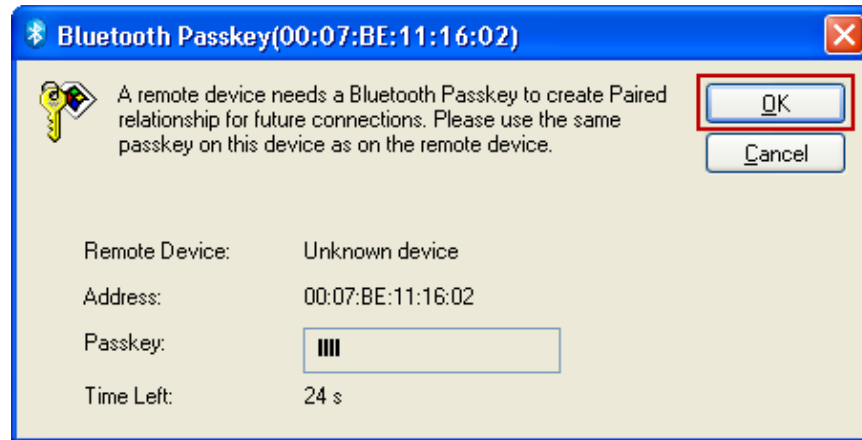 Bluetooth Passkey(00:07:BE:11:16:02)
A remote device needs a Bluetooth Passkey to create Paired
relationship for future connections. Please use the same
passkey on this device as on the remote device.
OK
Cancel
Remote Device: Unknown device
Address: 00:07:BE:11:16:02
Passkey: IIII
Time Left: 24 s